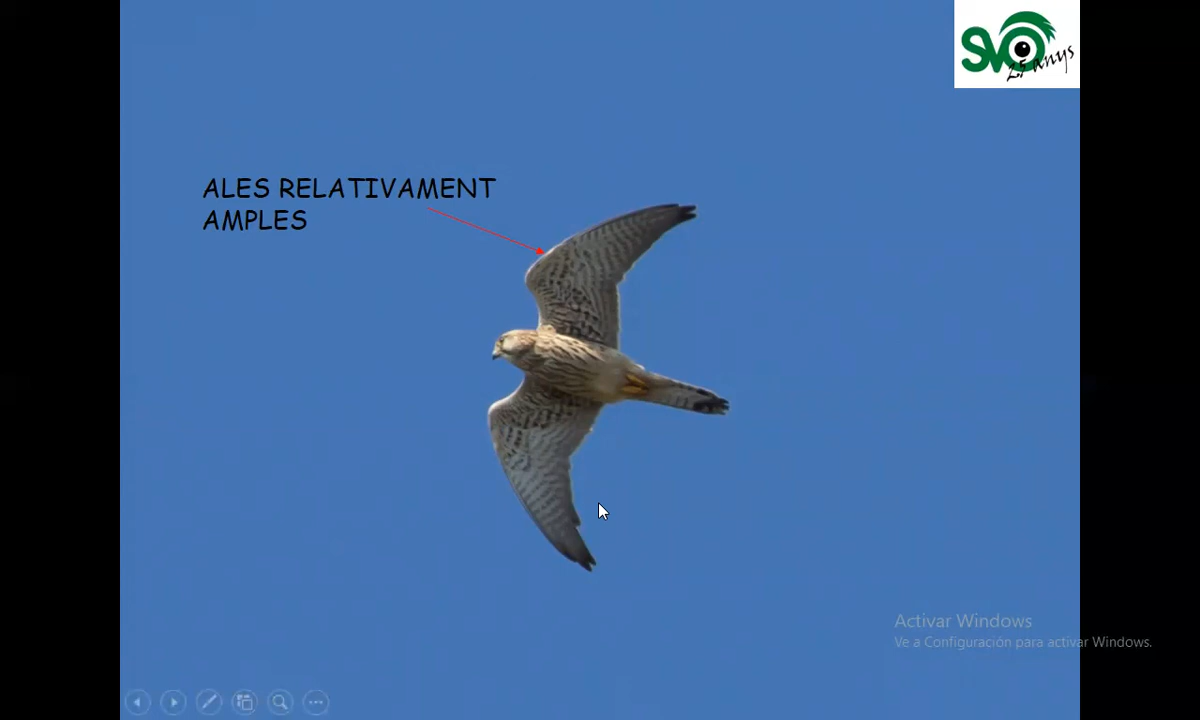 SVO
25 anys
ALES RELATIVAMENT
AMPLES
Activar Windows
Ve a Configuración para activar Windows.